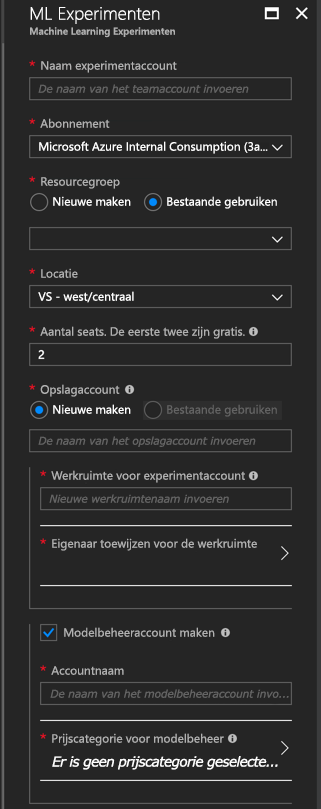 ML Experimenten
Machine Learning Experimenten
* Naam experimentaccount
De naam van het teamaccount invoeren
* Abonnement
Microsoft Azure Internal Consumption (3a...
* Resourcegroep
Nieuwe maken Bestaande gebruiken
* Locatie
VS - west/centraal
* Aantal seats. De eerste twee zijn gratis.
2
* Opslagaccount
Nieuwe maken Bestaande gebruiken
De naam van het opslagaccount invoeren
* Werkruimte voor experimentaccount
Nieuwe werkruimtenaam invoeren
* Eigenaar toewijzen voor de werkruimte
Modelbeheeraccount maken
* Accountnaam
De naam van het modelbeheeraccount invo...
* Prijscategorie voor modelbeheer
Er is geen prijscategorie geselecte...